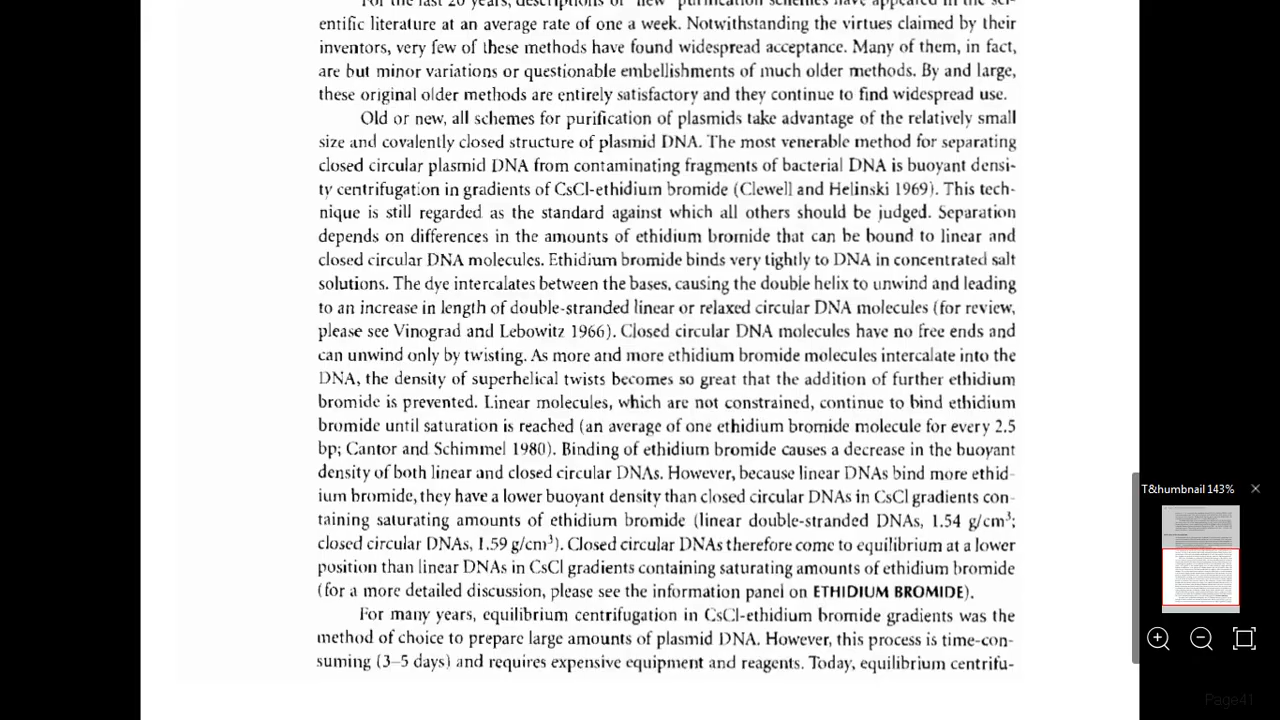 For the last 20 years, descriptions of "new" purification schemes have appeared in the sci-
entific literature at an average rate of one a week. Notwithstanding the virtues claimed by their
inventors, very few of these methods have found widespread acceptance. Many of them, in fact,
are but minor variations or questionable embellishments of much older methods. By and large,
these original older methods are entirely satisfactory and they continue to find widespread use.
Old or new, all schemes for purification of plasmids take advantage of the relatively small
size and covalently closed structure of plasmid DNA. The most venerable method for separating
closed circular plasmid DNA from contaminating fragments of bacterial DNA is buoyant densi-
ty centrifugation in gradients of CsCl-ethidium bromide (Clewell and Helinski 1969). This tech-
nique is still regarded as the standard against which all others should be judged. Separation
depends on differences in the amounts of ethidium bromide that can be bound to linear and
closed circular DNA molecules. Ethidium bromide binds very tightly to DNA in concentrated salt
solutions. The dye intercalates between the bases, causing the double helix to unwind and leading
to an increase in length of double-stranded linear or relaxed circular DNA molecules (for review,
please see Vinograd and Lebowitz 1966). Closed circular DNA molecules have no free ends and
can unwind only by twisting. As more and more ethidium bromide molecules intercalate into the
DNA, the density of superhelical twists becomes so great that the addition of further ethidium
bromide is prevented. Linear molecules, which are not constrained, continue to bind ethidium
bromide until saturation is reached (an average of one ethidium bromide molecule for every 2.5
bp; Cantor and Schimmel 1980). Binding of ethidium bromide causes a decrease in the buoyant
density of both linear and closed circular DNAs. However, because linear DNAs bind more ethid-
ium bromide, they have a lower buoyant density than closed circular DNAs in CsCl gradients con-
taining saturating amounts of ethidium bromide (linear double-stranded DNAs, 1.54 g/cm³;
closed circular DNAs, g/cm³). Closed circular DNAs therefore come to equilibrium at a lower
position than linear DNAs in CsCl gradients containing saturating amounts of ethidium bromide
(for more detailed discussion, please see the information panel on ETHIDIUM BROMIDE).
For many years, equilibrium centrifugation in CsCl-ethidium bromide gradients was the
method of choice to prepare large amounts of plasmid DNA. However, this process is time-con-
suming (3–5 days) and requires expensive equipment and reagents. Today, equilibrium centrifu-
T&humbnail 143%
Page41